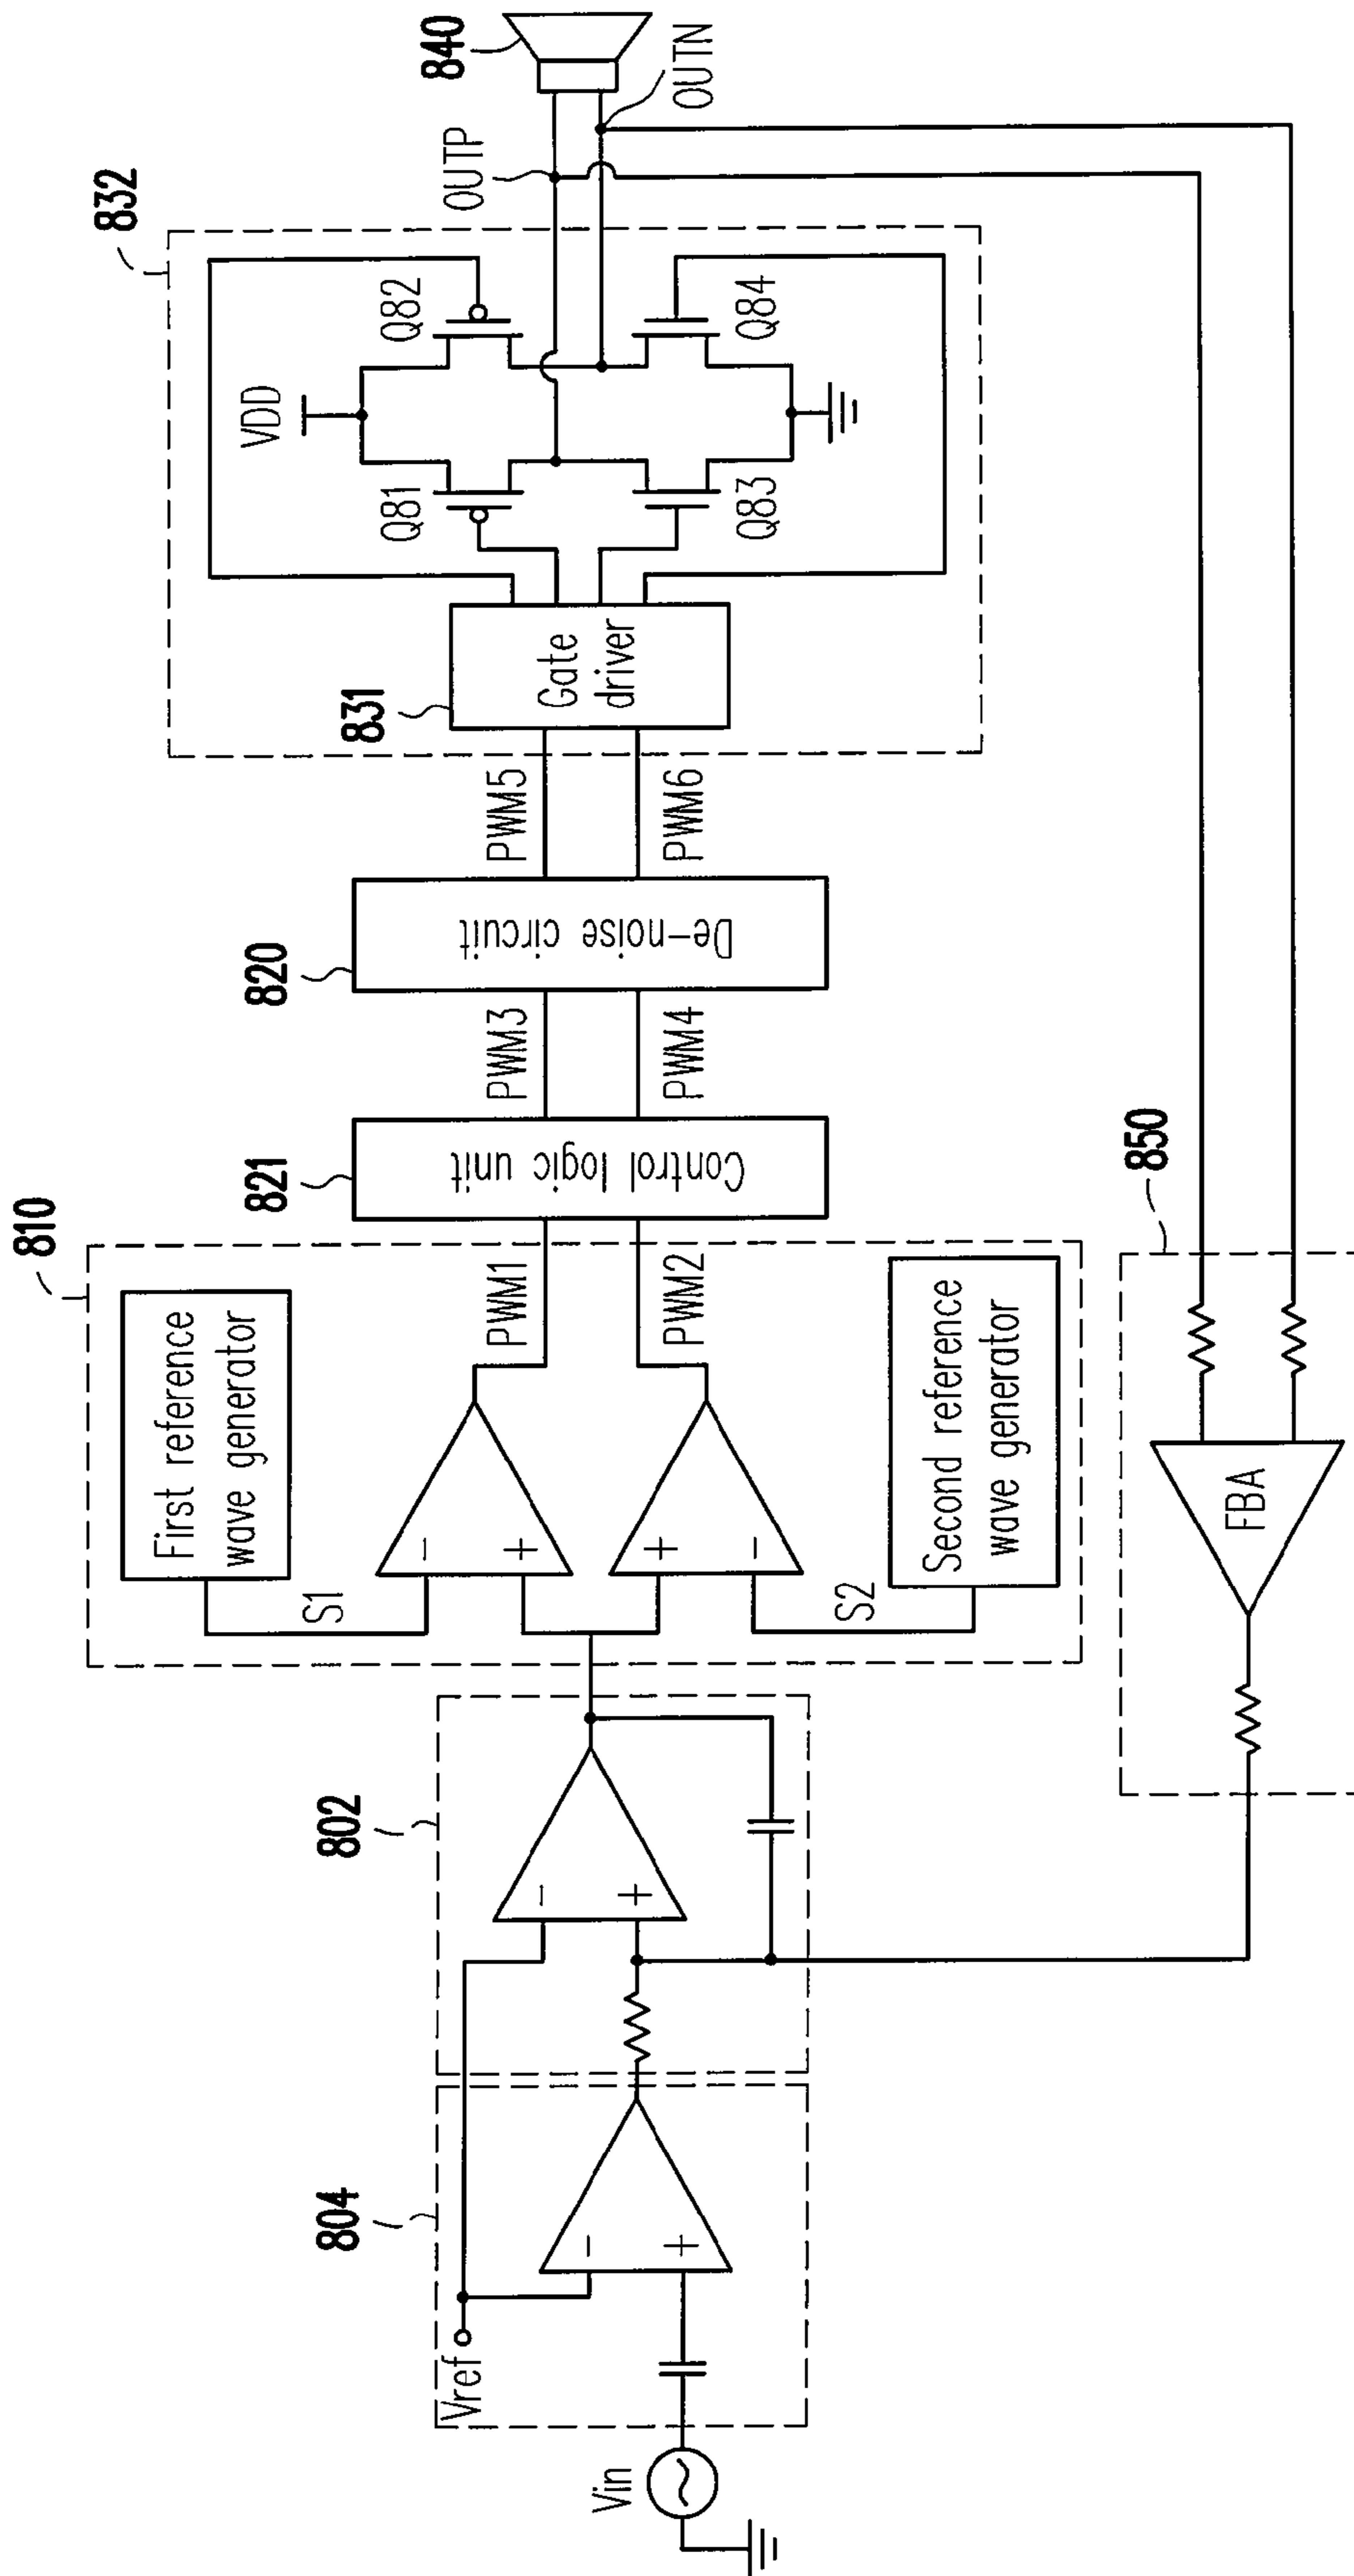 Vin
Vref
804
-
+
802
-
+
810
First reference
wave generator
S1
-
+
+
-
S2
Second reference
wave generator
PWM1
PWM2
821
Control logic unit
PWM3
PWM4
820
De-noise circuit
PWM5
PWM6
832
831
Gate
driver
VDD
Q81
Q82
Q83
Q84
OUTP
OUTN
840
850
FBA